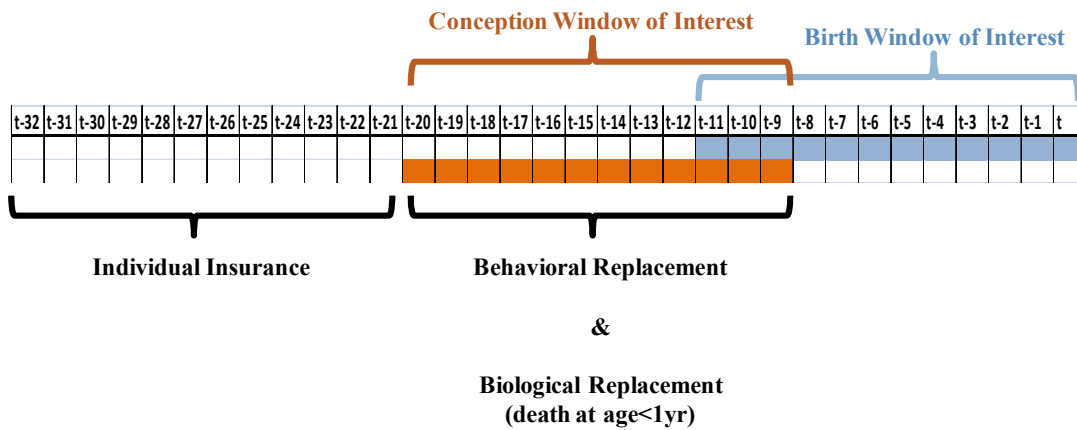 Conception Window of Interest
Birth Window of Interest
t-32 t-31 t-30 t-29 t-28 t-27 t-26 t-25 t-24 t-23 t-22 t-21 t-20 t-19 t-18 t-17 t-16 t-15 t-14 t-13 t-12 t-11 t-10 t-9 t-8 t-7 t-6 t-5 t-4 t-3 t-2 t-1 t
Individual Insurance
Behavioral Replacement
&
Biological Replacement
(death at age<1yr)